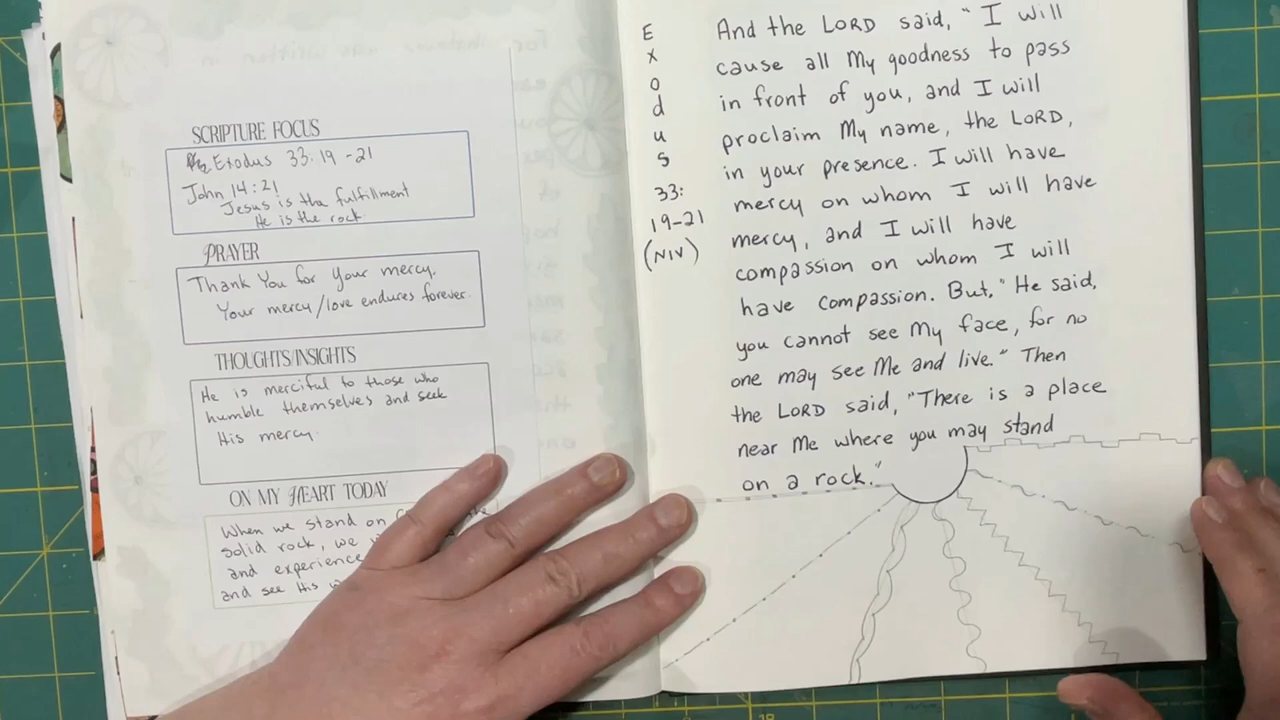 SCRIPTURE FOCUS
Exodus 33:19-21
John 14:21
Jesus is the fulfillment
He is the rock
PRAYER
Thank You for Your mercy.
Your mercy/love endures forever.
THOUGHTS/INSIGHTS
He is merciful to those who
humble themselves and seek
His mercy.
ON MY HEART TODAY
When we stand on
solid rock, we
and experience
and see His
Exodus
33:
19-21
(NIV)
And the LORD said, "I will
cause all My goodness to pass
in front of you, and I will
proclaim My name, the LORD,
in your presence. I will have
mercy on whom I will have
mercy, and I will have
compassion on whom I will
have compassion. But," He said,
you cannot see My face, for no
one may see Me and live." Then
the LORD said, "There is a place
near Me where you may stand
on a rock."